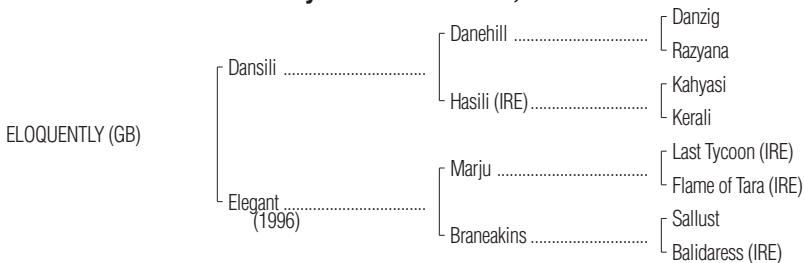 Danzig
Danehill ......................................
Razyana
Dansili ........................................
Kahyasi
Hasili (IRE)..................................
Kerali
ELOQUENTLY (GB)
Last Tycoon (IRE)
Marju ..........................................
Flame of Tara (IRE)
Elegant ........................................
(1996)
Sallust
Braneakins ..................................
Balidaress (IRE)